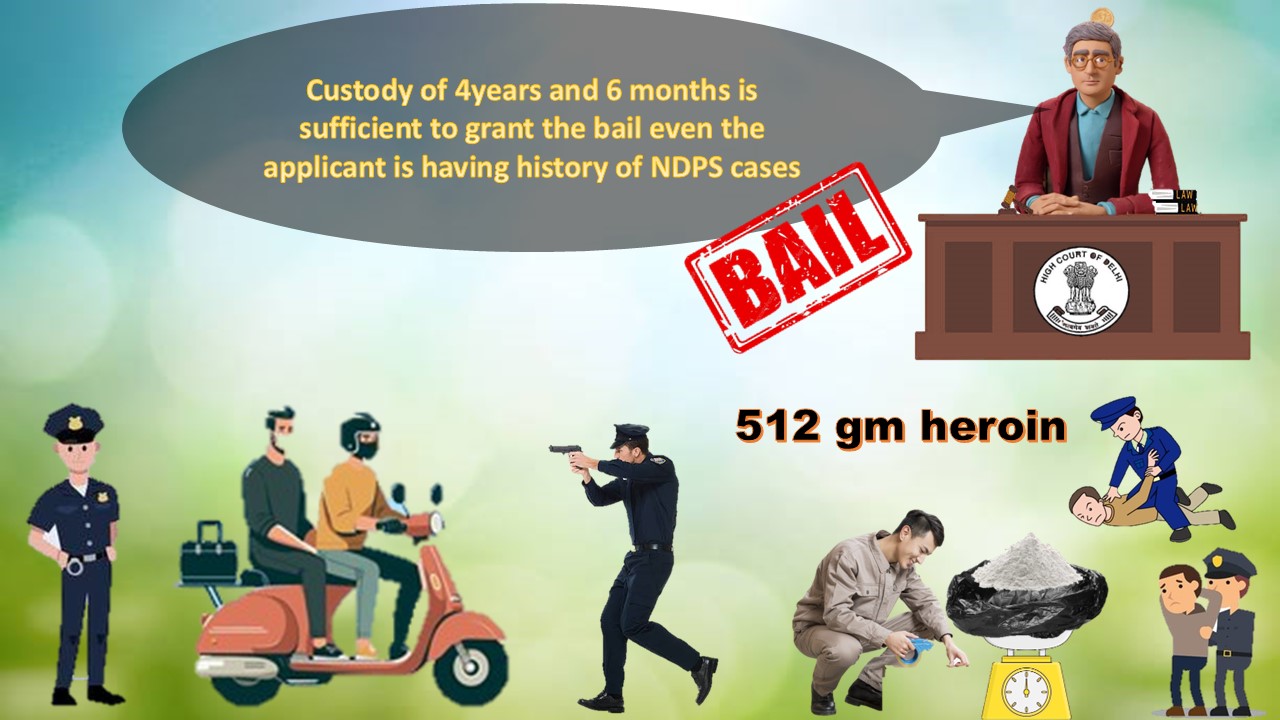 Custody of 4years and 6 months is
sufficient to grant the bail even the
applicant is having history of NDPS cases
BAIL
LAW
LAW
HIGH COURT OF DELHI
सत्यमेव जयते
512 gm heroin